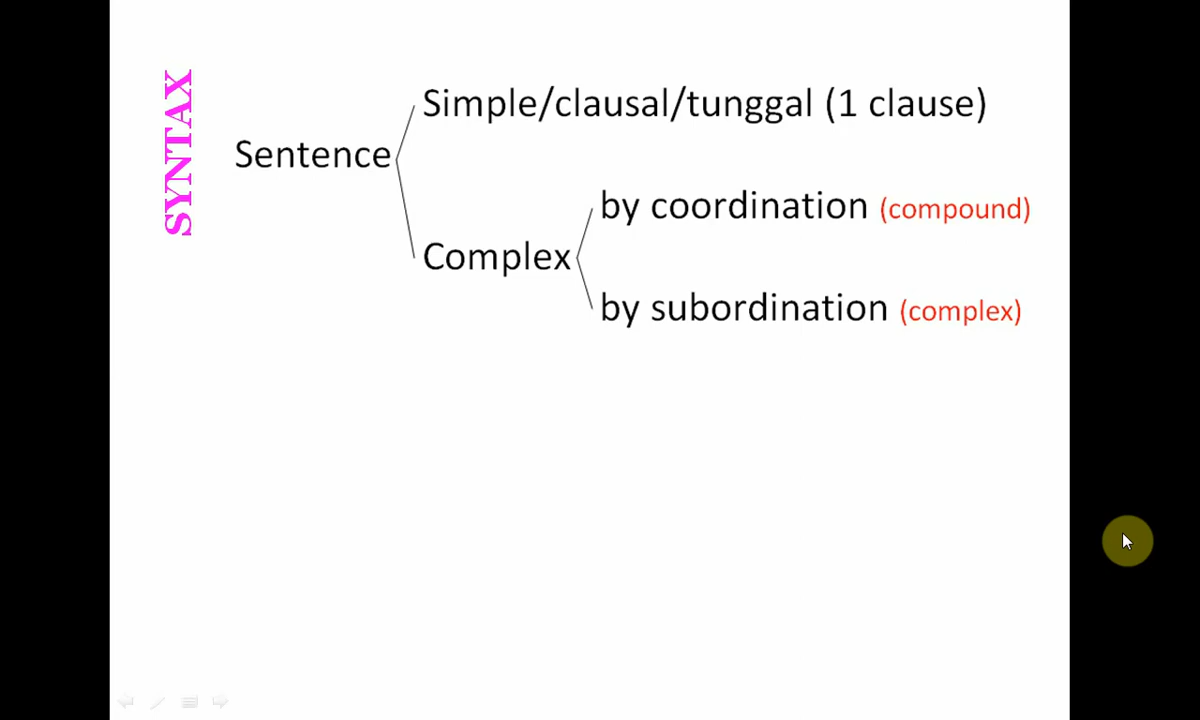 SYNTAX
Simple/clausal/tunggal (1 clause)
Sentence
by coordination (compound)
Complex
by subordination (complex)